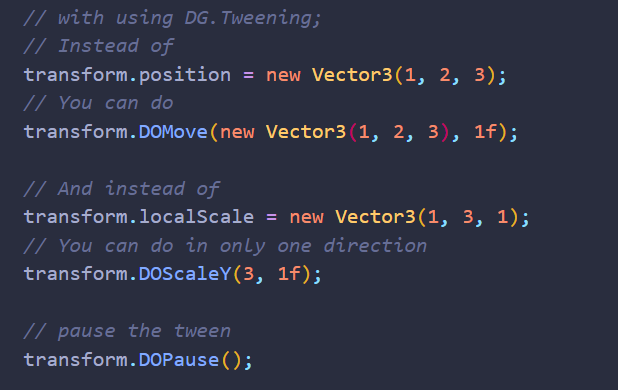 // with using DG.Tweening;
// Instead of
transform.position = new Vector3(1, 2, 3);
// You can do
transform.DOMove(new Vector3(1, 2, 3), 1f);
// And instead of
transform.localScale = new Vector3(1, 3, 1);
// You can do in only one direction
transform.DOScaleY(3, 1f);
// pause the tween
transform.DOPause();